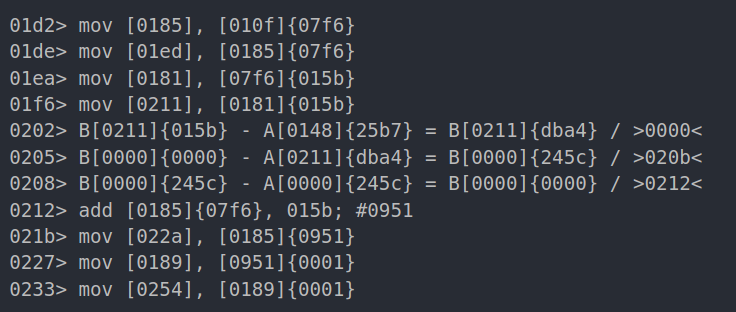 01d2> mov [0185], [010f]{07f6}
01de> mov [01ed], [0185]{07f6}
01ea> mov [0181], [07f6]{015b}
01f6> mov [0211], [0181]{015b}
0202> B[0211]{015b} - A[0148]{25b7} = B[0211]{dba4} / >0000<
0205> B[0000]{0000} - A[0211]{dba4} = B[0000]{245c} / >020b<
0208> B[0000]{245c} - A[0000]{245c} = B[0000]{0000} / >0212<
0212> add [0185]{07f6}, 015b; #0951
021b> mov [022a], [0185]{0951}
0227> mov [0189], [0951]{0001}
0233> mov [0254], [0189]{0001}